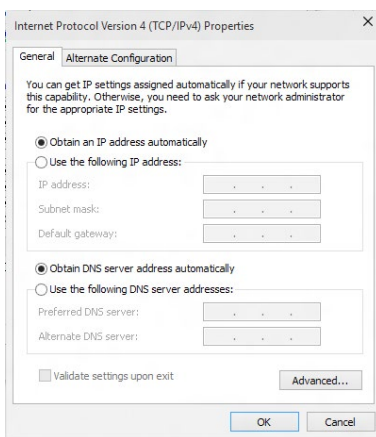 Internet Protocol Version 4 (TCP/IPv4) Properties
General
Alternate Configuration
You can get IP settings assigned automatically if your network supports
this capability. Otherwise, you need to ask your network administrator
for the appropriate IP settings.
Obtain an IP address automatically
Use the following IP address:
IP address:
Subnet mask:
Default gateway:
Obtain DNS server address automatically
Use the following DNS server addresses:
Preferred DNS server:
Alternate DNS server:
Validate settings upon exit
Advanced...
OK
Cancel